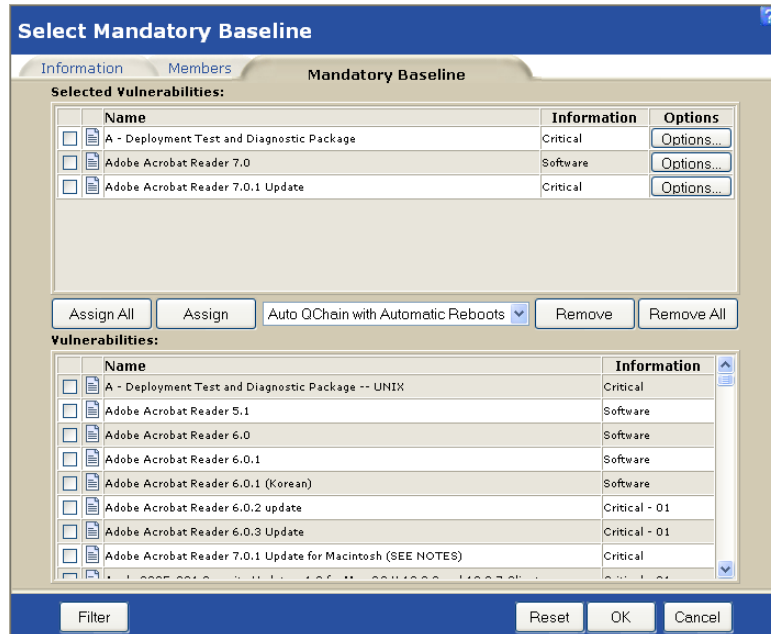 Select Mandatory Baseline
?
Information Members Mandatory Baseline
Selected Vulnerabilities:
Name Information Options
A - Deployment Test and Diagnostic Package Critical Options...
Adobe Acrobat Reader 7.0 Software Options...
Adobe Acrobat Reader 7.0.1 Update Critical Options...
Assign All Assign Auto QChain with Automatic Reboots Remove Remove All
Vulnerabilities:
Name Information
A - Deployment Test and Diagnostic Package -- UNIX Critical
Adobe Acrobat Reader 5.1 Software
Adobe Acrobat Reader 6.0 Software
Adobe Acrobat Reader 6.0.1 Software
Adobe Acrobat Reader 6.0.1 (Korean) Software
Adobe Acrobat Reader 6.0.2 update Critical - 01
Adobe Acrobat Reader 6.0.3 Update Critical - 01
Adobe Acrobat Reader 7.0.1 Update for Macintosh (SEE NOTES) Critical
Filter Reset OK Cancel